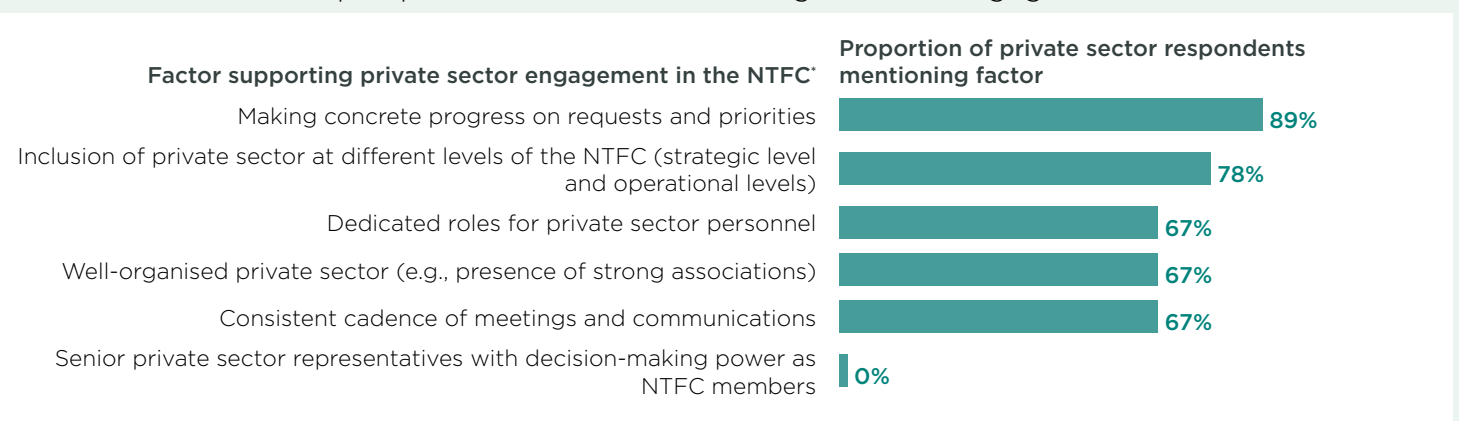 Proportion of private sector respondents
Factor supporting private sector engagement in the NTFC* mentioning factor
Making concrete progress on requests and priorities 89%
Inclusion of private sector at different levels of the NTFC (strategic level
and operational levels) 78%
Dedicated roles for private sector personnel 67%
Well-organised private sector (e.g., presence of strong associations) 67%
Consistent cadence of meetings and communications 67%
Senior private sector representatives with decision-making power as
NTFC members 0%